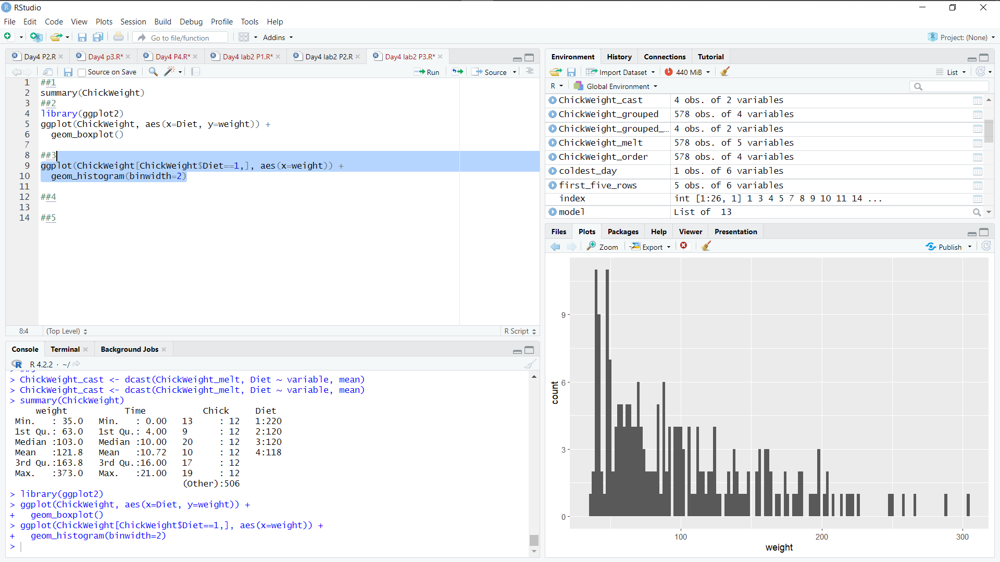 RStudio
File Edit Code View Plots Session Build Debug Profile Tools Help
Go to file/function Addins Project: (None)
Day4 P2.R Day4 p3.R* Day4 P4.R* Day4 lab2 P1.R* Day4 lab2 P2.R Day4 lab2 P3.R*
Source on Save Run Source
1 ##1
2 summary(ChickWeight)
3 ##2
4 library(ggplot2)
5 ggplot(ChickWeight, aes(x=Diet, y=weight)) +
6 geom_boxplot()
7
8 ##3
9 ggplot(ChickWeight[ChickWeight$Diet==1,], aes(x=weight)) +
10 geom_histogram(binwidth=2)
11
12 ##4
13
14 ##5
8:4 (Top Level) R Script
Console Terminal Background Jobs
R 4.2.2 · ~/
> ChickWeight_cast <- dcast(ChickWeight_melt, Diet ~ variable, mean)
> ChickWeight_cast <- dcast(ChickWeight_melt, Diet ~ variable, mean)
> summary(ChickWeight)
weight Time Chick Diet
Min. : 35.0 Min. : 0.00 13 : 12 1:220
1st Qu.: 63.0 1st Qu.: 4.00 9 : 12 2:120
Median :103.0 Median :10.00 20 : 12 3:120
Mean :121.8 Mean :10.72 10 : 12 4:118
3rd Qu.:163.8 3rd Qu.:16.00 17 : 12
Max. :373.0 Max. :21.00 19 : 12
(Other):506
> library(ggplot2)
> ggplot(ChickWeight, aes(x=Diet, y=weight)) +
+ geom_boxplot()
> ggplot(ChickWeight[ChickWeight$Diet==1,], aes(x=weight)) +
+ geom_histogram(binwidth=2)
>
Environment History Connections Tutorial
Import Dataset 440 MiB List
R Global Environment
ChickWeight_cast 4 obs. of 2 variables
ChickWeight_grouped 578 obs. of 4 variables
ChickWeight_grouped_... 4 obs. of 2 variables
ChickWeight_melt 578 obs. of 5 variables
ChickWeight_order 578 obs. of 4 variables
coldest_day 1 obs. of 6 variables
first_five_rows 5 obs. of 6 variables
index int [1:26, 1] 1 3 4 5 7 8 9 10 11 14 ...
model List of 13
Files Plots Packages Help Viewer Presentation
Zoom Export Publish
9
6
3
0
count
100 200 300
weight